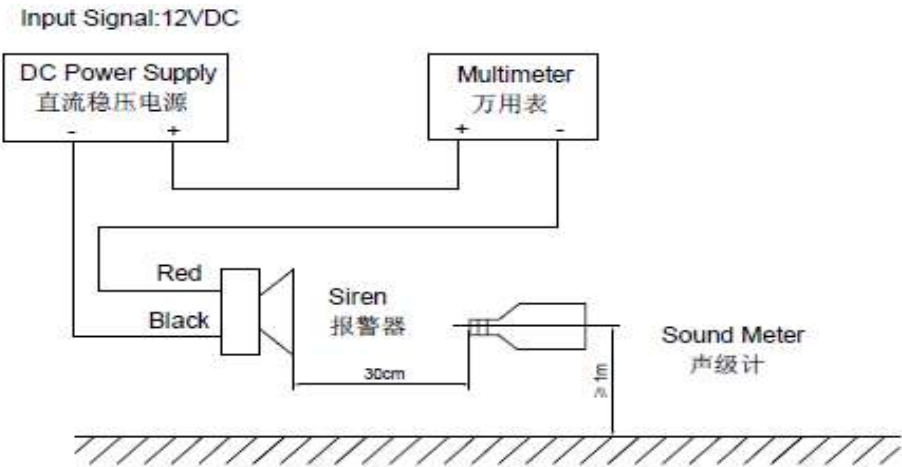 Input Signal:12VDC
DC Power Supply
直流稳压电源
- +
Multimeter
万用表
+ -
Red
Black
Siren
报警器
30cm
≥1m
Sound Meter
声级计